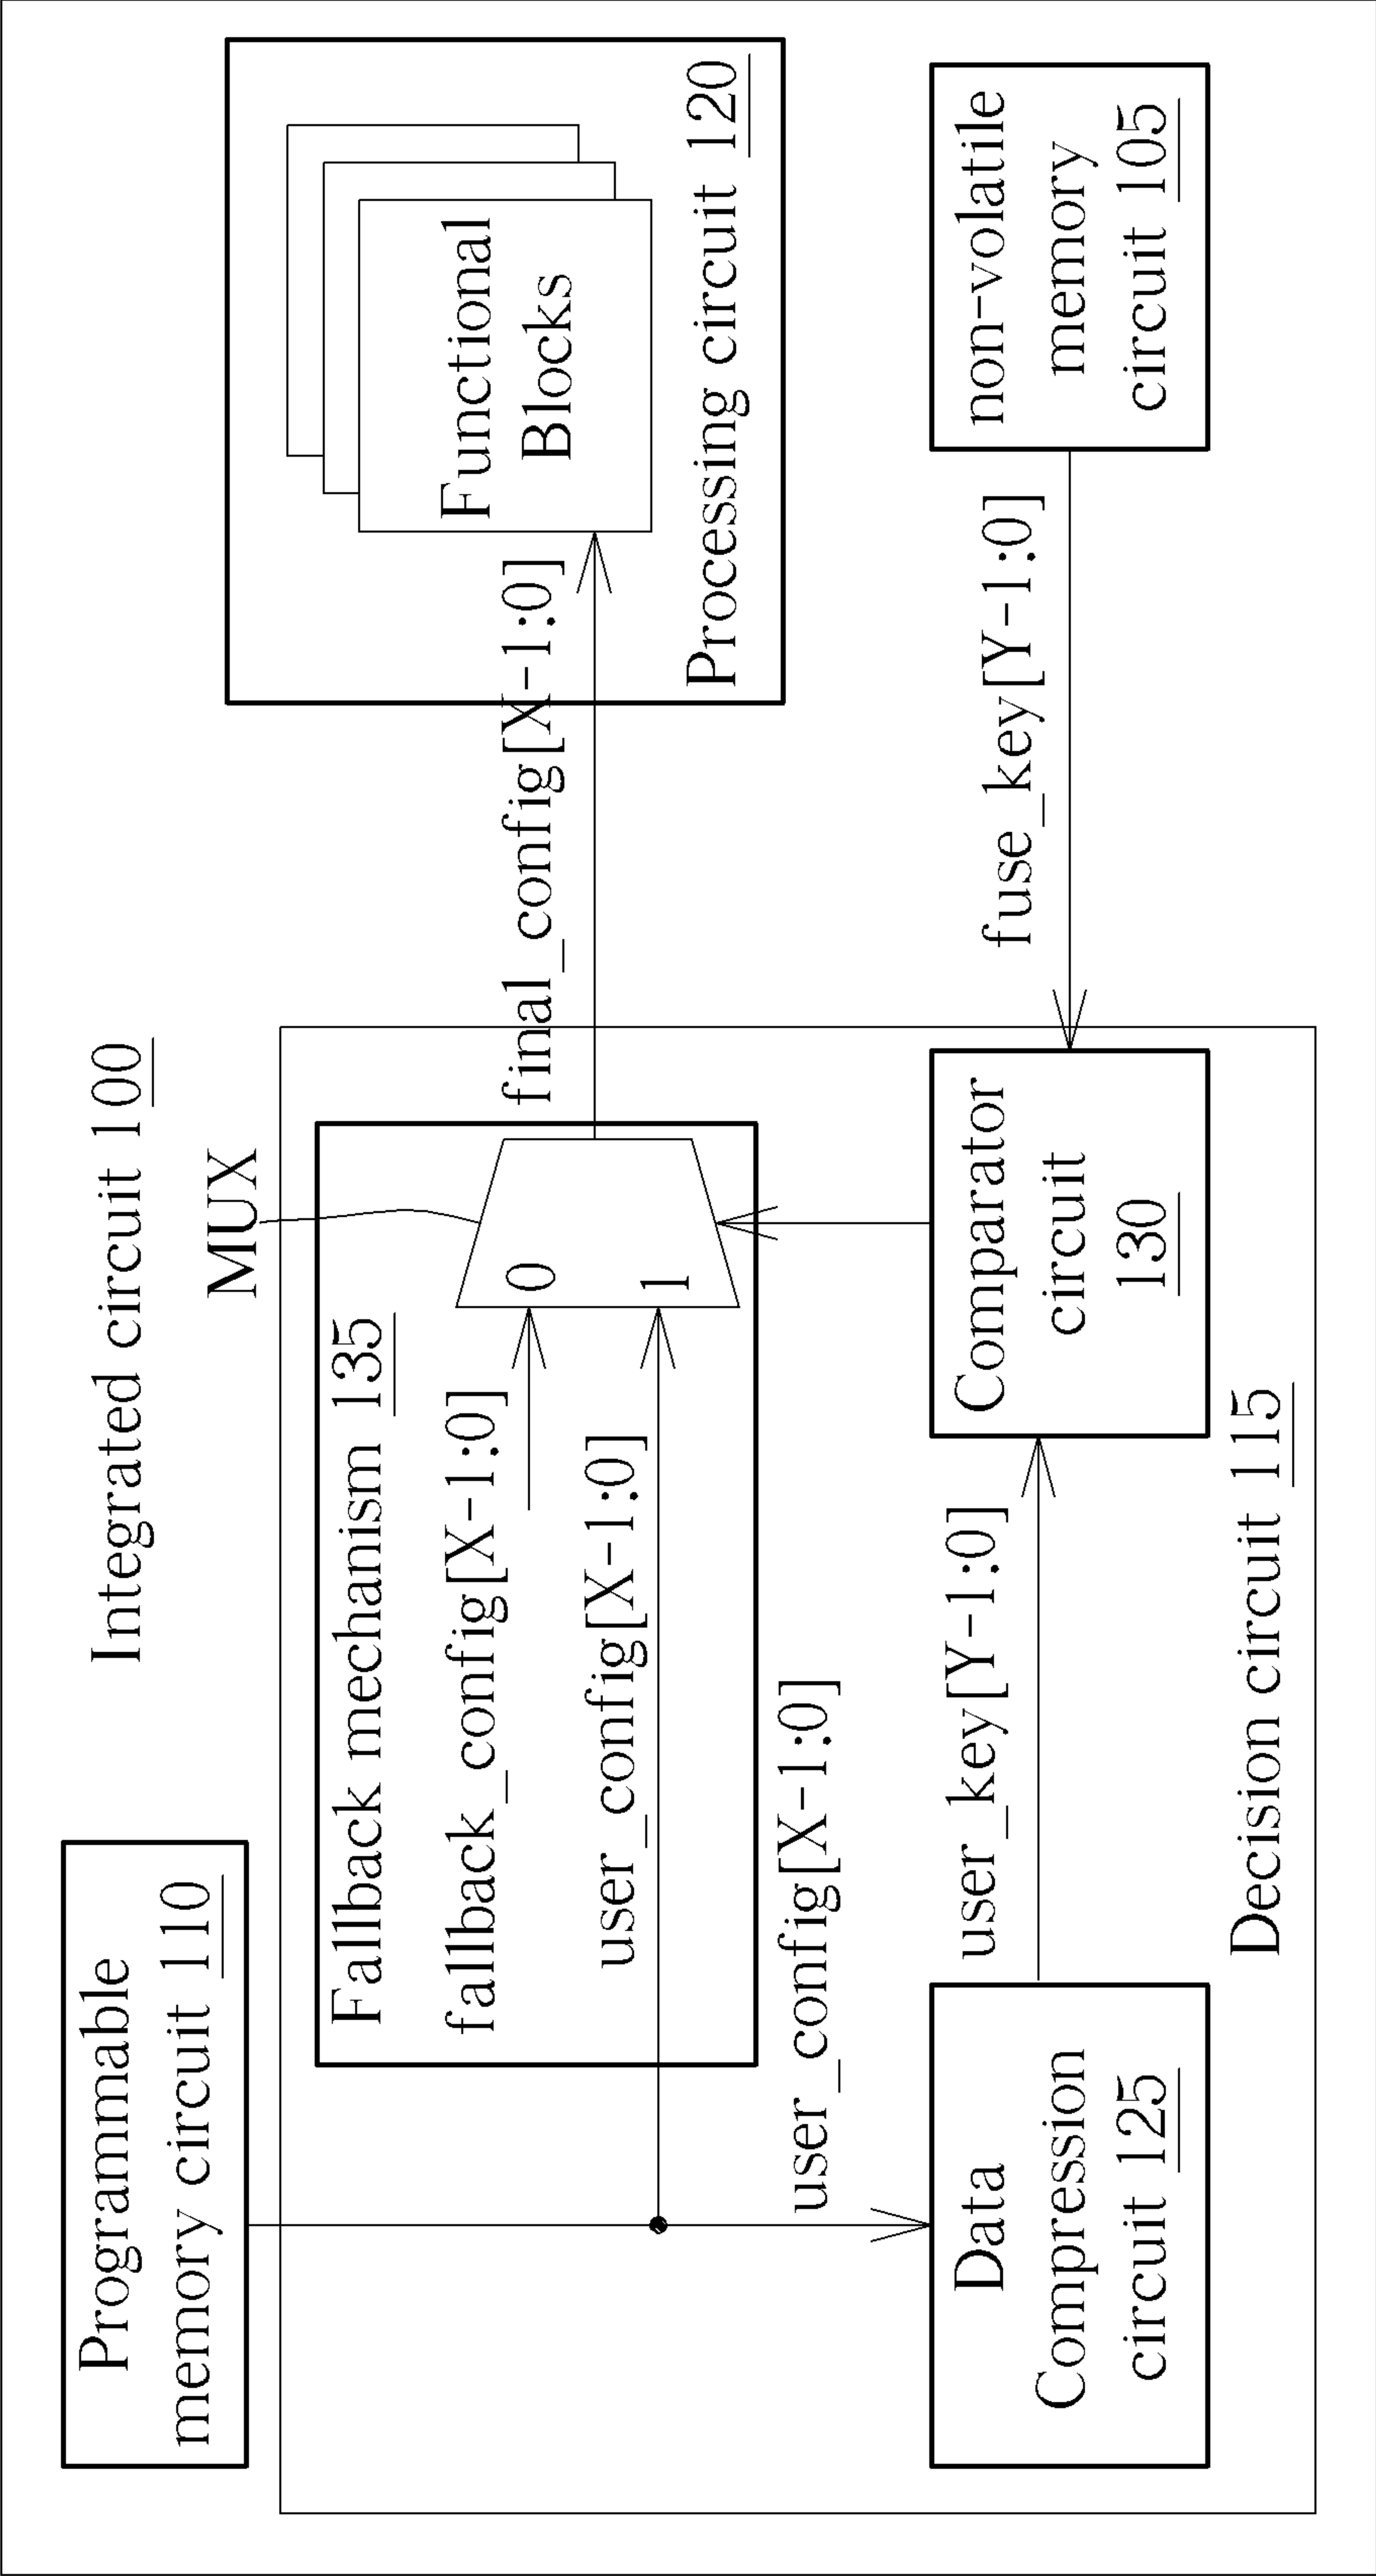 Integrated circuit 100
Programmable
memory circuit 110
MUX
Fallback mechanism 135
fallback_config[X-1:0]
user_config[X-1:0]
0
1
final_config[X-1:0]
Functional
Blocks
Processing circuit 120
user_config[X-1:0]
Data
Compression
circuit 125
user_key[Y-1:0]
Comparator
circuit
130
fuse_key[Y-1:0]
non-volatile
memory
circuit 105
Decision circuit 115